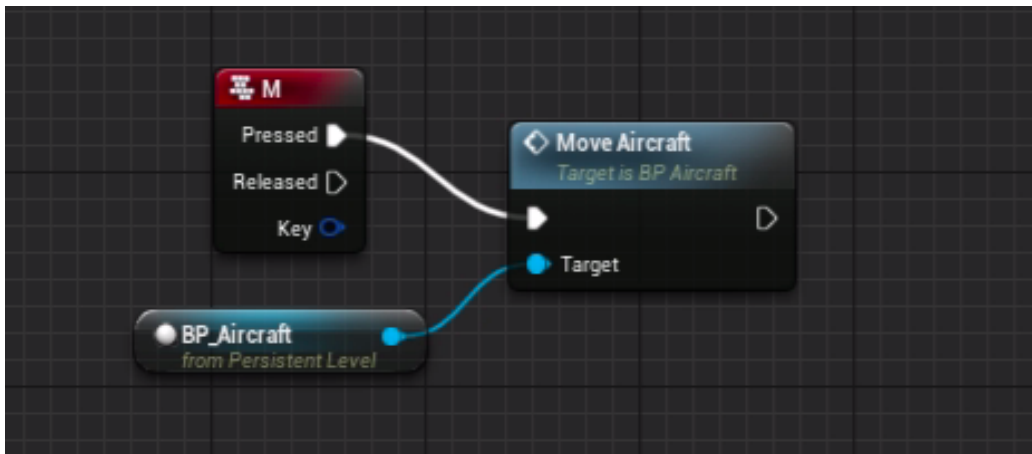 M
Pressed
Released
Key
Move Aircraft
Target is BP Aircraft
Target
BP_Aircraft
from Persistent Level